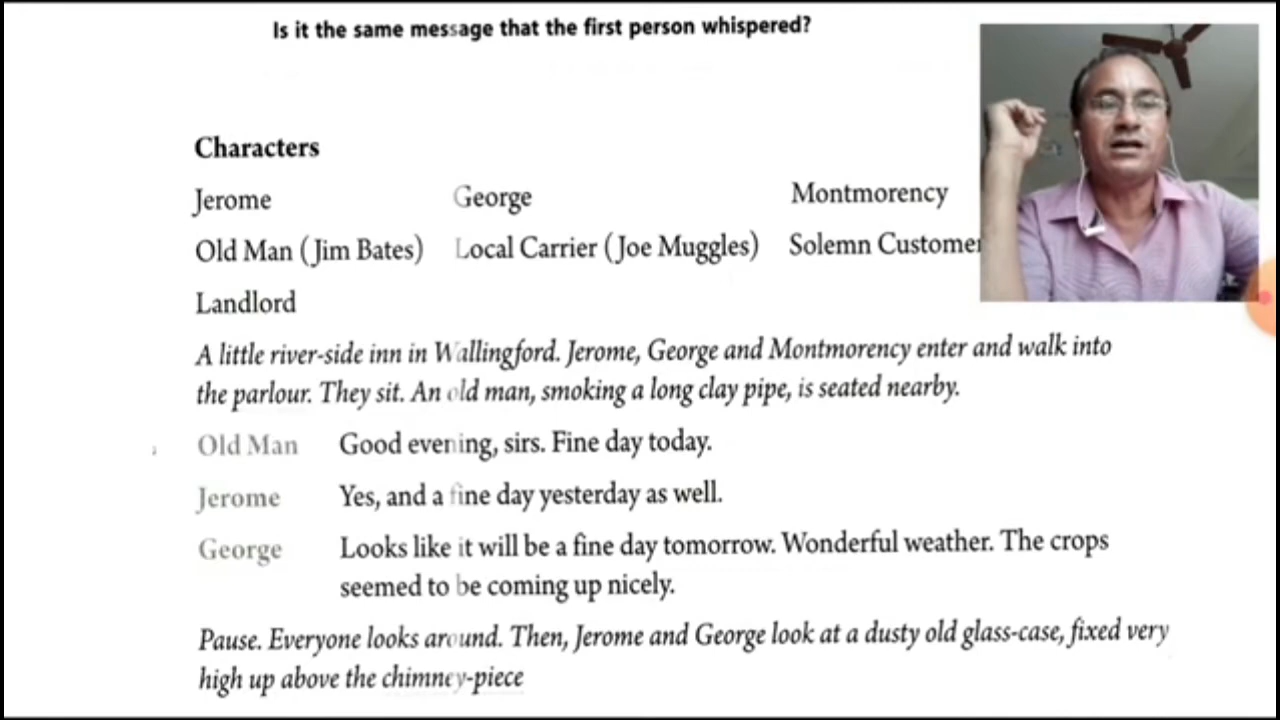 Is it the same message that the first person whispered?
Characters
Jerome George Montmorency
Old Man (Jim Bates) Local Carrier (Joe Muggles) Solemn Customer
Landlord
A little river-side inn in Wallingford. Jerome, George and Montmorency enter and walk into
the parlour. They sit. An old man, smoking a long clay pipe, is seated nearby.
Old Man Good evening, sirs. Fine day today.
Jerome Yes, and a fine day yesterday as well.
George Looks like it will be a fine day tomorrow. Wonderful weather. The crops
seemed to be coming up nicely.
Pause. Everyone looks around. Then, Jerome and George look at a dusty old glass-case, fixed very
high up above the chimney-piece